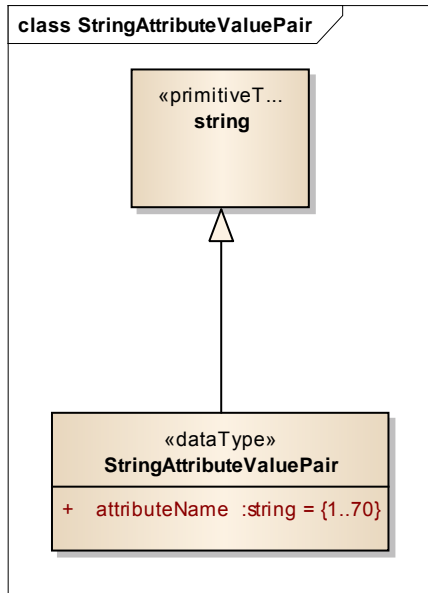 class StringAttributeValuePair
«primitiveT...
string
«dataType»
StringAttributeValuePair
+ attributeName :string = {1..70}